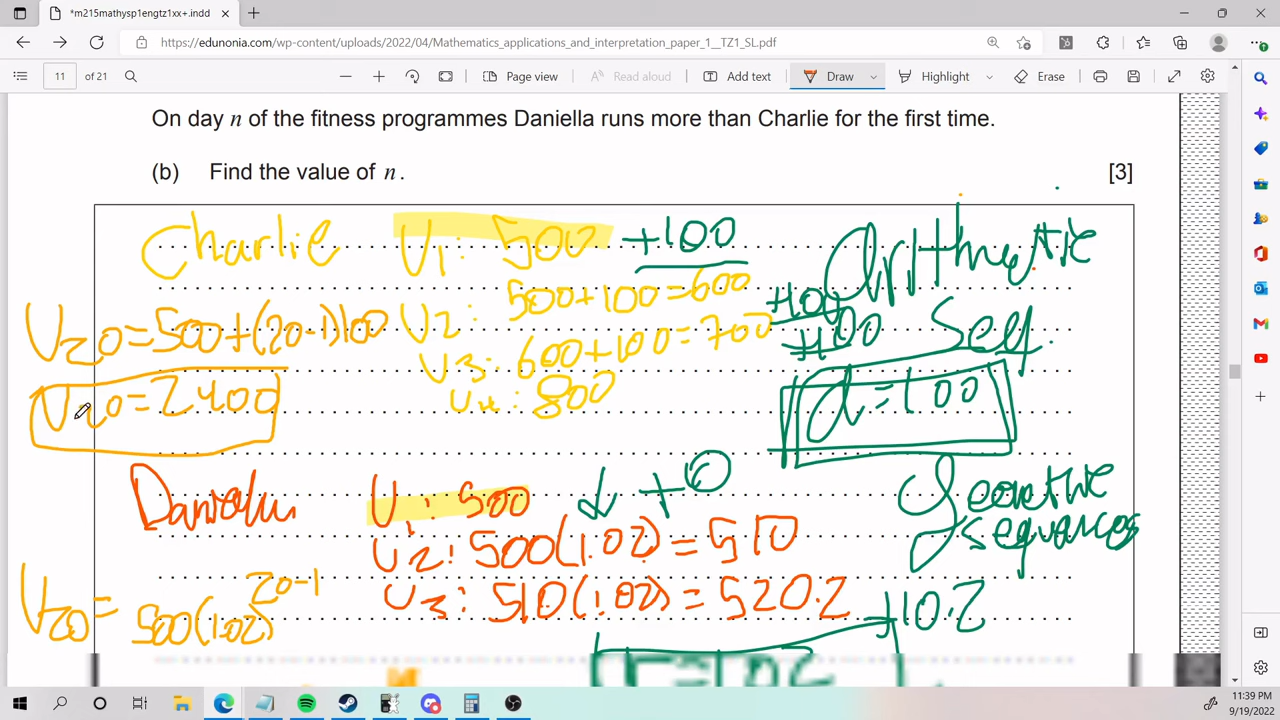 *m215mathysp1engtz1xx+.indd
https://edunonia.com/wp-content/uploads/2022/04/Mathematics_applications_and_interpretation_paper_1__TZ1_SL.pdf
11 of 21
Page view
Read aloud
Add text
Draw
Highlight
Erase
On day n of the fitness programmes Daniella runs more than Charlie for the first time.
(b) Find the value of n. [3]
Charlie U1: 500 +100 Arithmetic
500+100=600
U20=500+(20-1)100 U2: +100 Seq.
U3: 600+100=700 +100
U20=2400 U4: 800 d=100
Daniella U1: 500
U2: 500(1.02)=510 sequences
U3: 510(1.02)=520.2 +10.2
U20= 500(1.02)20-1
r=1.02
11:39 PM
9/19/2022